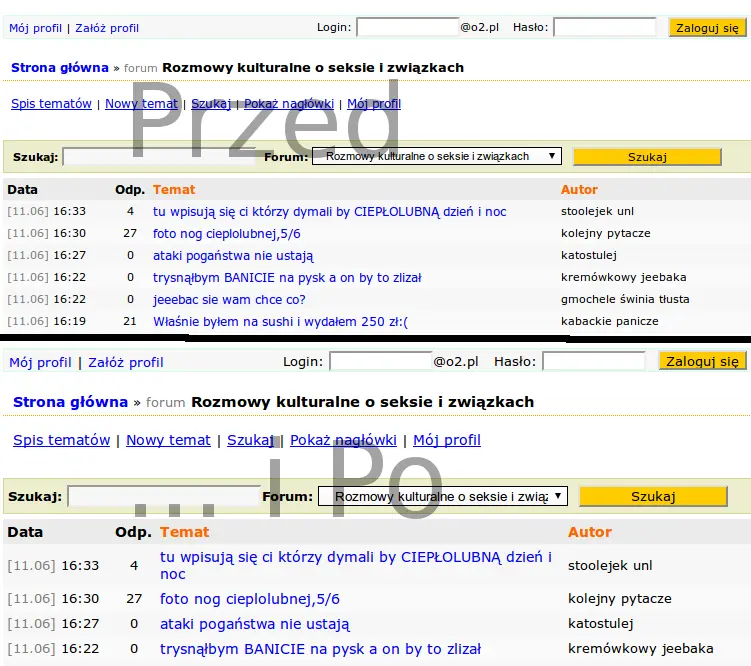 Mój profil | Załóż profil Login: @o2.pl Hasło: Zaloguj się
Strona główna » forum Rozmowy kulturalne o seksie i związkach
Spis tematów | Nowy temat | Szukaj | Pokaż nagłówki | Mój profil
Przed
Szukaj: Forum: Rozmowy kulturalne o seksie i związkach Szukaj
Data Odp. Temat Autor
[11.06] 16:33 4 tu wpisują się ci którzy dymali by CIEPŁOLUBNĄ dzień i noc stoolejek unl
[11.06] 16:30 27 foto nog cieplolubnej,5/6 kolejny pytacze
[11.06] 16:27 0 ataki pogaństwa nie ustają katostulej
[11.06] 16:22 0 trysnąłbym BANICIE na pysk a on by to zlizał kremówkowy jeebaka
[11.06] 16:22 0 jeeebac sie wam chce co? gmochele świnia tłusta
[11.06] 16:19 21 Właśnie byłem na sushi i wydałem 250 zł:( kabackie panicze
Mój profil | Załóż profil Login: @o2.pl Hasło: Zaloguj się
Strona główna » forum Rozmowy kulturalne o seksie i związkach
Spis tematów | Nowy temat | Szukaj | Pokaż nagłówki | Mój profil
... i Po
Szukaj: Forum: Rozmowy kulturalne o seksie i związ Szukaj
Data Odp. Temat Autor
[11.06] 16:33 4 tu wpisują się ci którzy dymali by CIEPŁOLUBNĄ dzień i stoolejek unl
noc
[11.06] 16:30 27 foto nog cieplolubnej,5/6 kolejny pytacze
[11.06] 16:27 0 ataki pogaństwa nie ustają katostulej
[11.06] 16:22 0 trysnąłbym BANICIE na pysk a on by to zlizał kremówkowy jeebaka